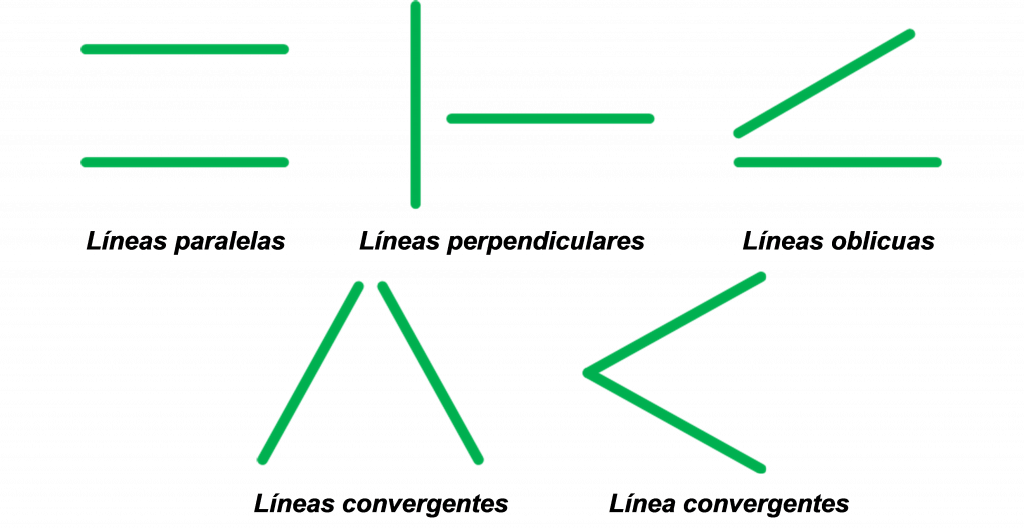 Líneas paralelas
Líneas perpendiculares
Líneas oblicuas
Líneas convergentes
Línea convergentes